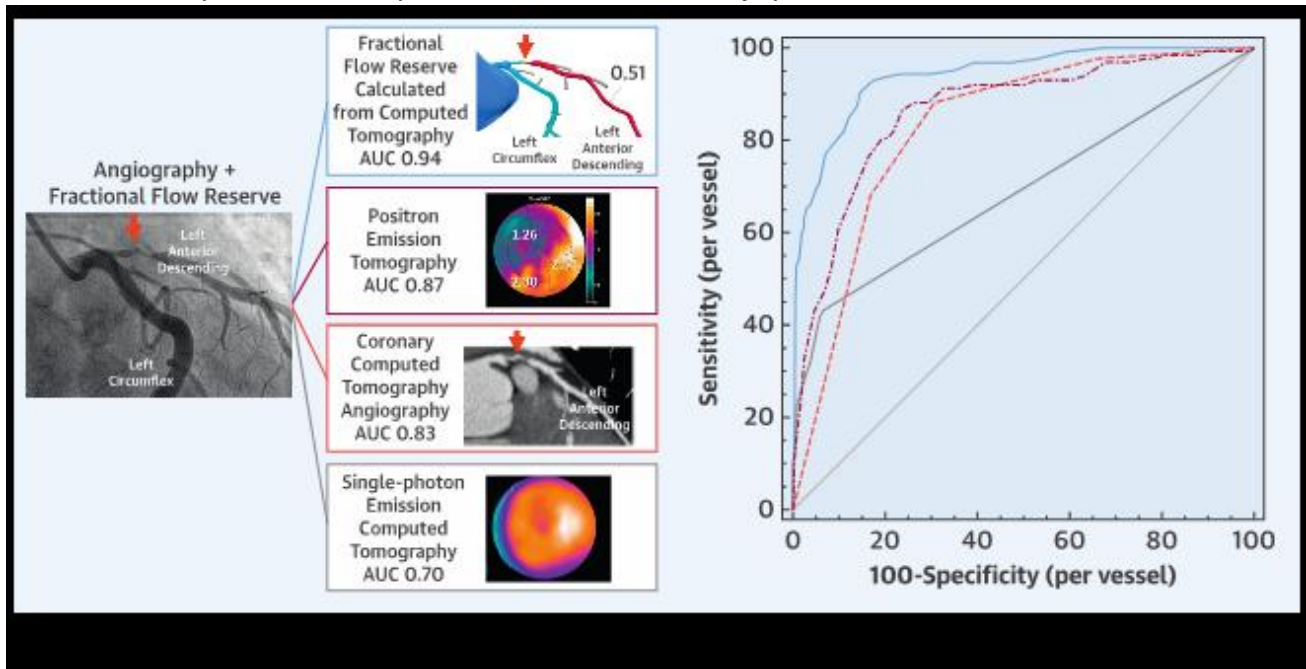 Angiography +
Fractional Flow Reserve
Left
Anterior
Descending
Left
Circumflex
Fractional
Flow Reserve
Calculated
from Computed
Tomography
AUC 0.94
0.51
Left
Circumflex
Left
Anterior
Descending
Positron
Emission
Tomography
AUC 0.87
1.26
Coronary
Computed
Tomography
Angiography
AUC 0.83
Left
Anterior
Descending
Single-photon
Emission
Computed
Tomography
AUC 0.70
Sensitivity (per vessel)
100
80
60
40
20
0
0 20 40 60 80 100
100-Specificity (per vessel)